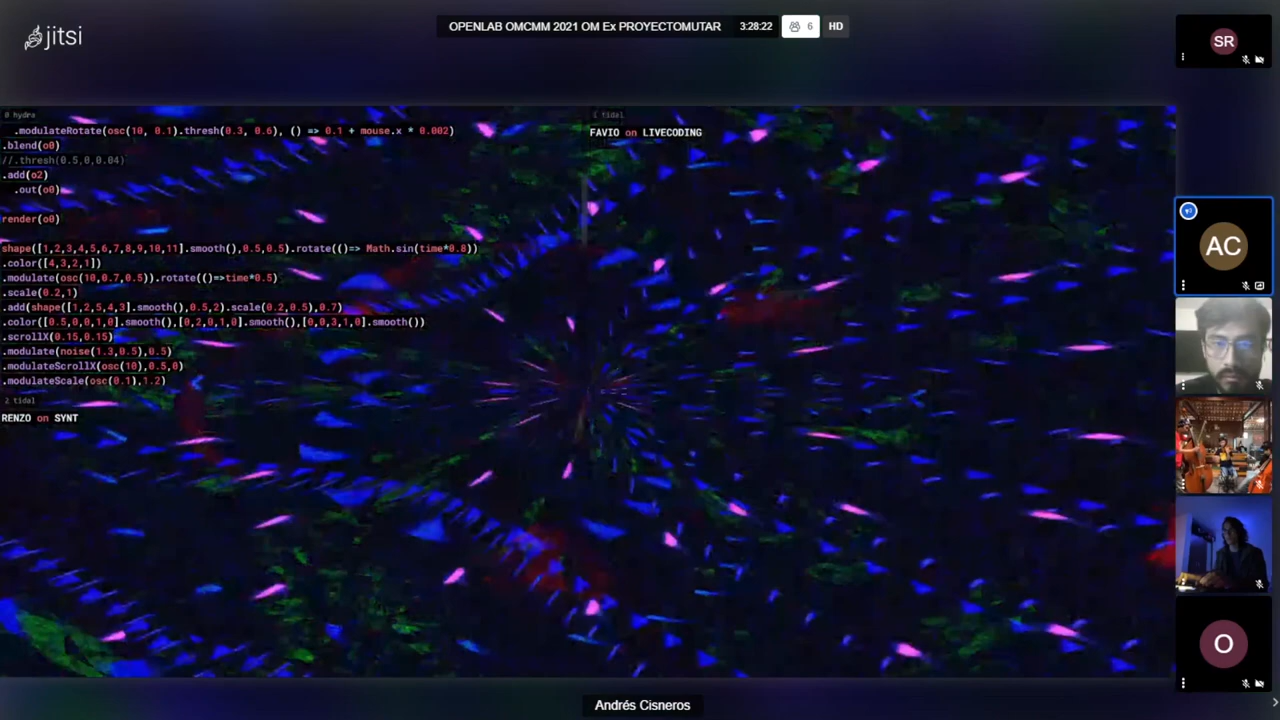 jitsi
OPENLAB OMCMM 2021 OM Ex PROYECTOMUTAR
3:28:22
6
HD
SR
0 hydra
.modulateRotate(osc(10, 0.1).thresh(0.3, 0.6), () => 0.1 + mouse.x * 0.002)
.blend(o0)
//.thresh(0.5,0,0.04)
.add(o2)
.out(o0)
render(o0)
shape([1,2,3,4,5,6,7,8,9,10,11].smooth(),0.5,0.5).rotate(()=> Math.sin(time*0.8))
.color([4,3,2,1])
.modulate(osc(10,0.7,0.5)).rotate(()=>time*0.5)
.scale(0.2,1)
.add(shape([1,2,5,4,3].smooth(),0.5,2).scale(0.2,0.5),0.7)
.color([0.5,0,0,1,0].smooth(),[0,2,0,1,0].smooth(),[0,0,3,1,0].smooth())
.scrollX(0.15,0.15)
.modulate(noise(1.3,0.5),0.5)
.modulateScrollX(osc(10),0.5,0)
.modulateScale(osc(0.1),1.2)
2 tidal
RENZO on SYNT
1 tidal
FAVIO on LIVECODING
AC
O
Andrés Cisneros